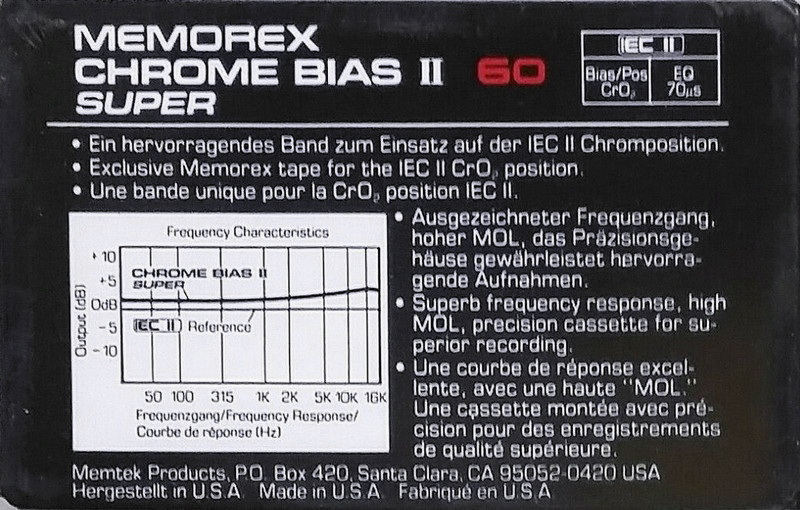 MEMOREX
CHROME BIAS II 60
SUPER
IEC II
Bias/Pos CrO₂
EQ 70µs
• Ein hervorragendes Band zum Einsatz auf der IEC II Chromposition.
• Exclusive Memorex tape for the IEC II CrO₂ position.
• Une bande unique pour la CrO₂ position IEC II.
Frequency Characteristics
Output (dB)
+10
+5
0dB
-5
-10
CHROME BIAS II
SUPER
IEC II Reference
50 100 315 1K 2K 5K 10K 16K
Frequenzgang/Frequency Response/
Courbe de réponse (Hz)
• Ausgezeichneter Frequenzgang,
hoher MOL, das Präzisionsge-
häuse gewährleistet hervorra-
gende Aufnahmen.
• Superb frequency response, high
MOL, precision cassette for su-
perior recording.
• Une courbe de réponse excel-
lente, avec une haute "MOL."
Une cassette montée avec pré-
cision pour des enregistrements
de qualité supérieure.
Memtek Products, P.O. Box 420, Santa Clara, CA 95052-0420 USA
Hergestellt in U.S.A. Made in U.S.A. Fabriqué en U.S.A